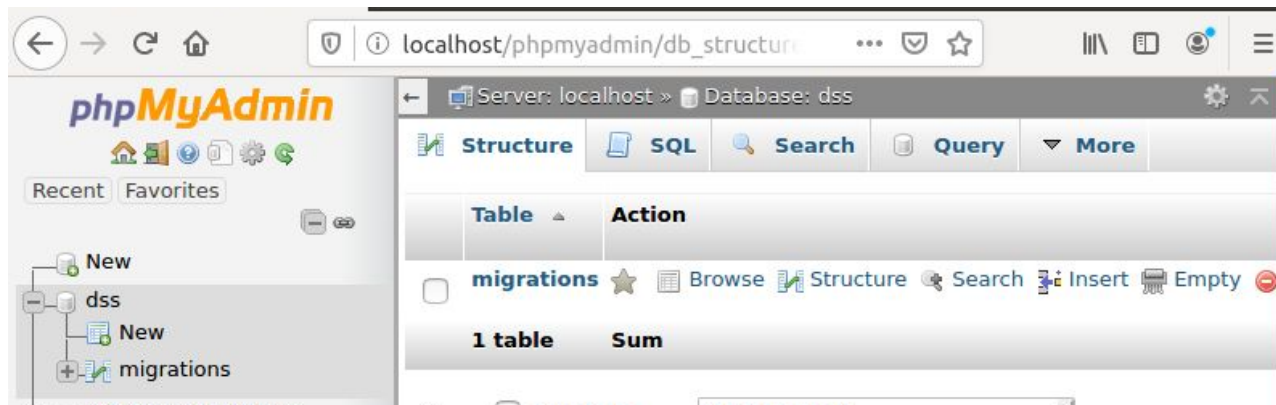 localhost/phpmyadmin/db_structur
phpMyAdmin
Recent Favorites
New
dss
New
migrations
Server: localhost » Database: dss
Structure SQL Search Query More
Table Action
migrations Browse Structure Search Insert Empty
1 table Sum